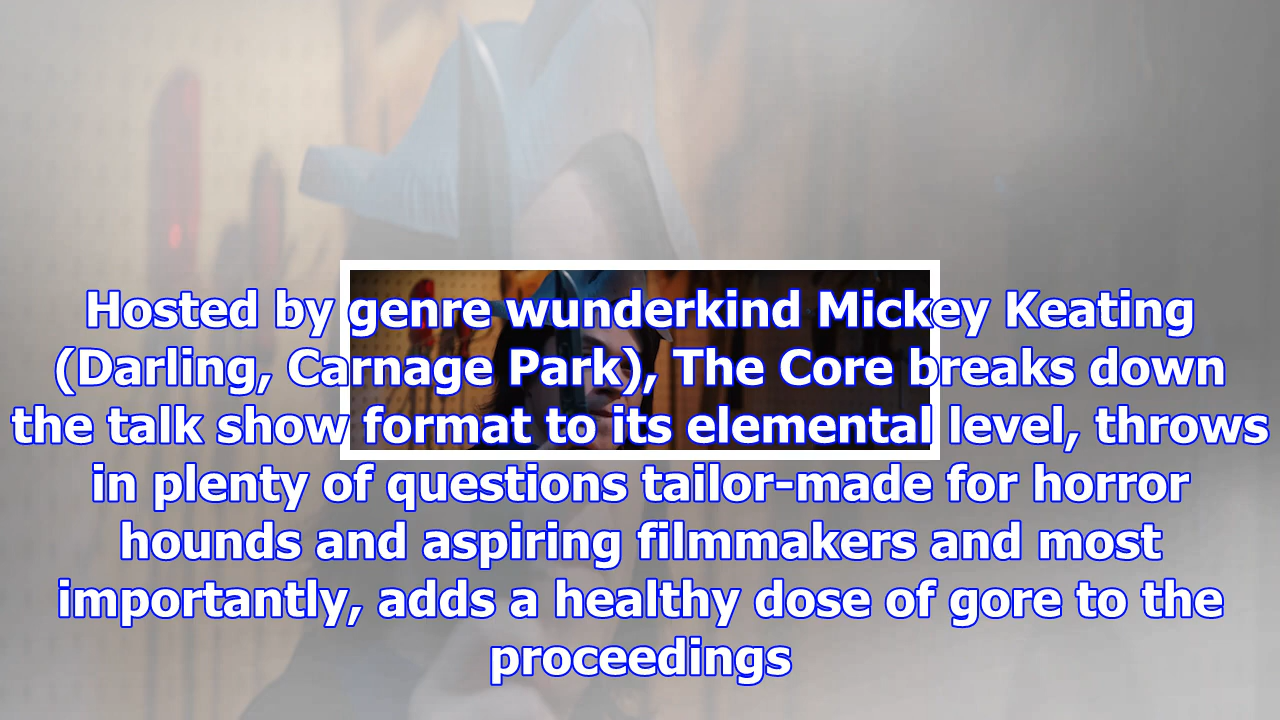 Hosted by genre wunderkind Mickey Keating
(Darling, Carnage Park), The Core breaks down
the talk show format to its elemental level, throws
in plenty of questions tailor-made for horror
hounds and aspiring filmmakers and most
importantly, adds a healthy dose of gore to the
proceedings